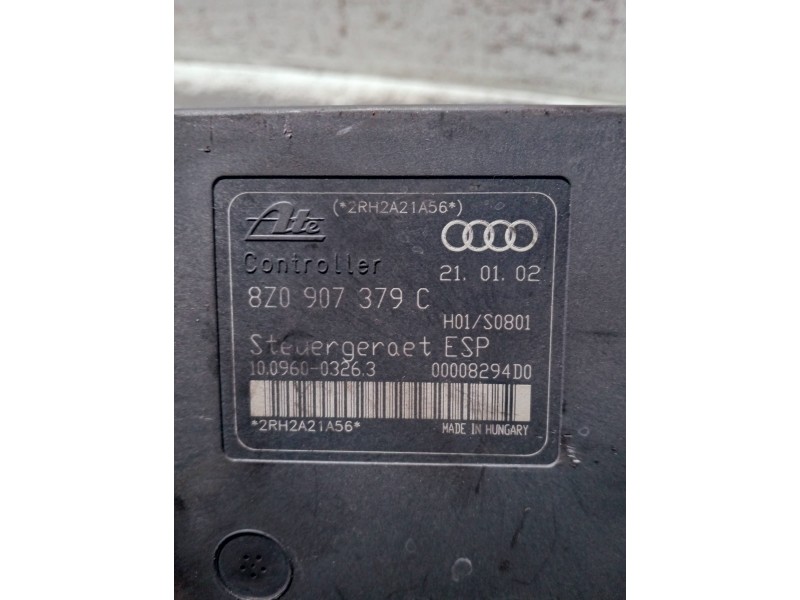 (*2RH2A21A56*)
Ate
Controller
21. 01. 02
8Z0 907 379 C
H01/S0801
Steuergeraet ESP
10.0960-0326.3 00008294D0
*2RH2A21A56* MADE IN HUNGARY